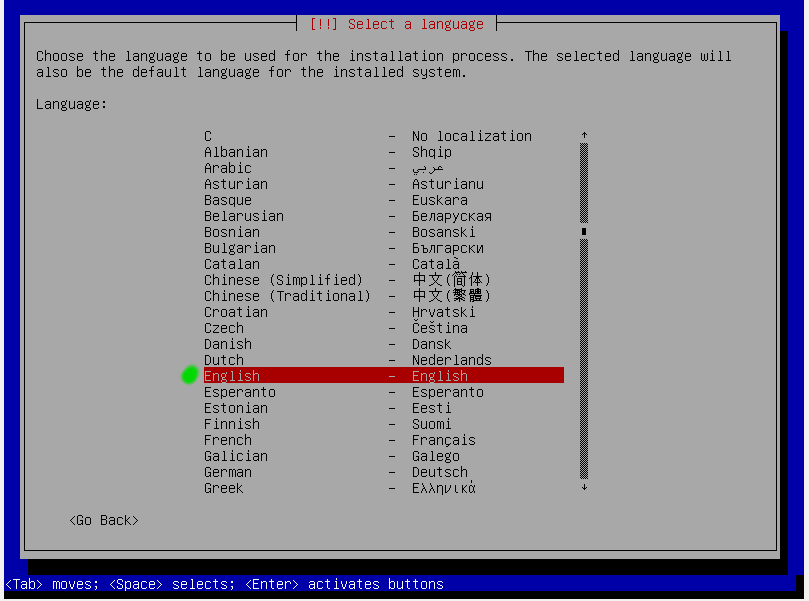 [!!] Select a language
Choose the language to be used for the installation process. The selected language will
also be the default language for the installed system.
Language:
C - No localization
Albanian - Shqip
Arabic - عربي
Asturian - Asturianu
Basque - Euskara
Belarusian - Беларуская
Bosnian - Bosanski
Bulgarian - Български
Catalan - Català
Chinese (Simplified) - 中文(简体)
Chinese (Traditional) - 中文(繁體)
Croatian - Hrvatski
Czech - Čeština
Danish - Dansk
Dutch - Nederlands
English - English
Esperanto - Esperanto
Estonian - Eesti
Finnish - Suomi
French - Français
Galician - Galego
German - Deutsch
Greek - Ελληνικά
<Go Back>
<Tab> moves; <Space> selects; <Enter> activates buttons